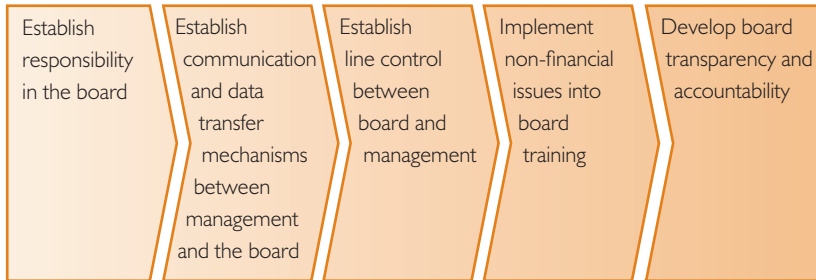 Establish
responsibility
in the board
Establish
communication
and data
transfer
mechanisms
between
management
and the board
Establish
line control
between
board and
management
Implement
non-financial
issues into
board
training
Develop board
transparency and
accountability